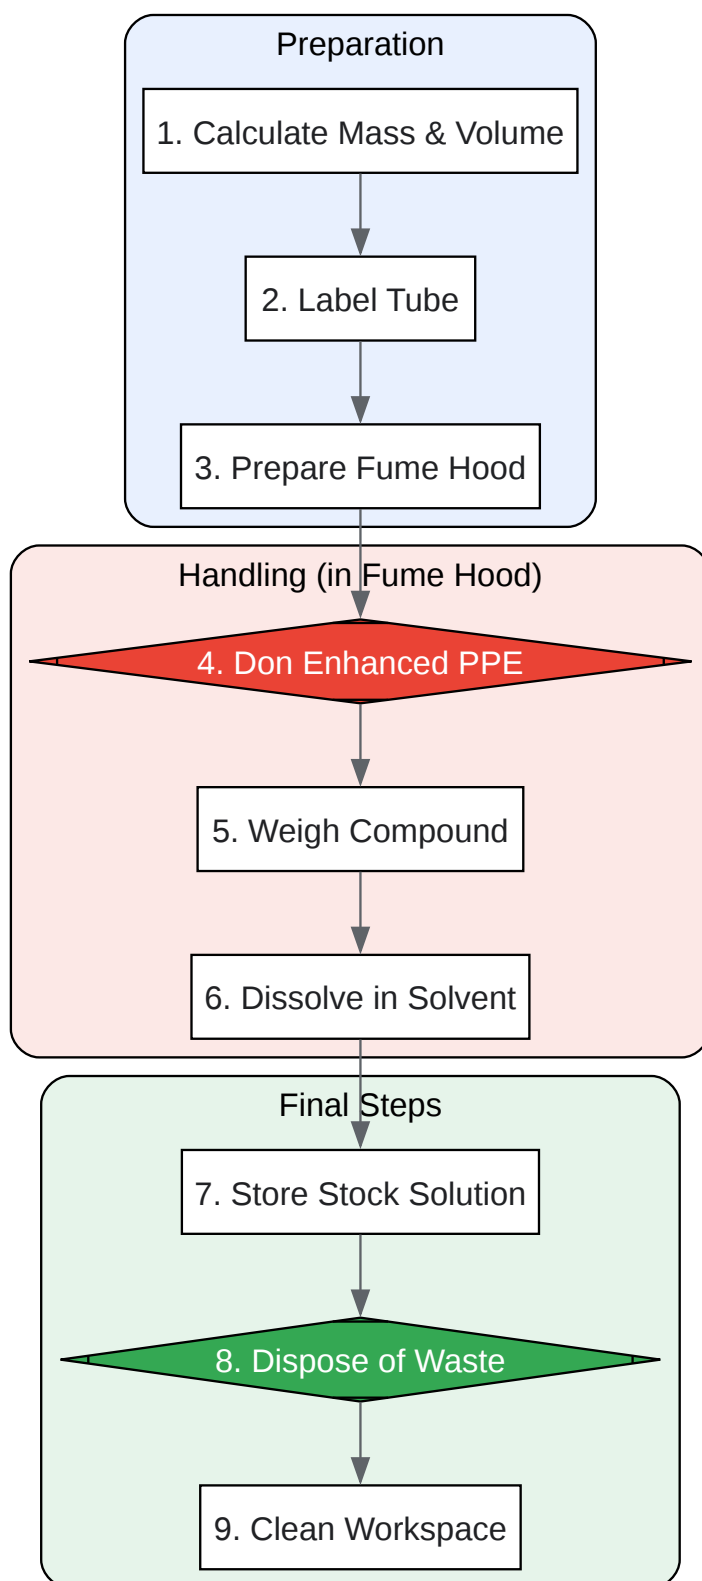 Preparation
1. Calculate Mass & Volume
2. Label Tube
3. Prepare Fume Hood
Handling (in Fume Hood)
4. Don Enhanced PPE
5. Weigh Compound
6. Dissolve in Solvent
Final Steps
7. Store Stock Solution
8. Dispose of Waste
9. Clean Workspace